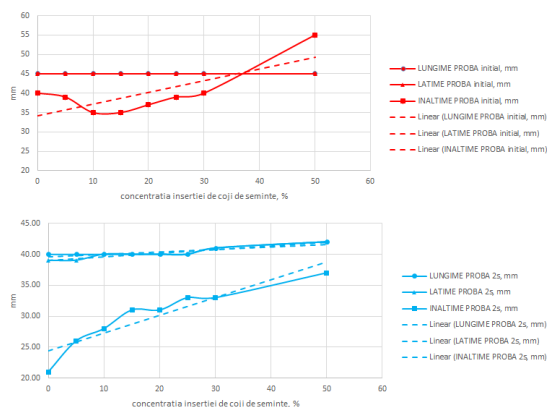 65
60
55
50
45
40
35
30
25
20
mm
0 10 20 30 40 50 60
concentratia insertiei de coji de seminte, %
LUNGIME PROBA initial, mm
LATIME PROBA initial, mm
INALTIME PROBA initial, mm
Linear (LUNGIME PROBA initial, mm)
Linear (LATIME PROBA initial, mm)
Linear (INALTIME PROBA initial, mm)
45.00
40.00
35.00
30.00
25.00
20.00
mm
0 10 20 30 40 50 60
concentratia insertiei de coji de seminte, %
LUNGIME PROBA 2s, mm
LATIME PROBA 2s, mm
INALTIME PROBA 2s, mm
Linear (LUNGIME PROBA 2s, mm)
Linear (LATIME PROBA 2s, mm)
Linear (INALTIME PROBA 2s, mm)